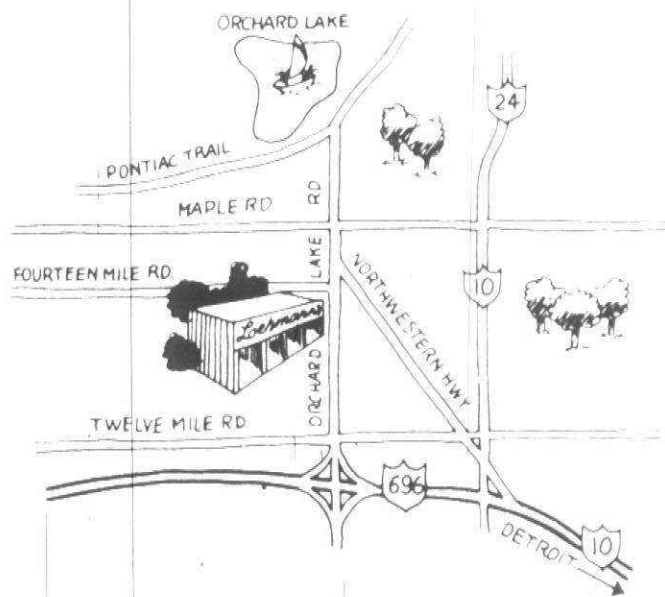 ORCHARD LAKE
24
PONTIAC TRAIL
MAPLE RD
ORCHARD LAKE RD
FOURTEEN MILE RD.
NORTHWESTERN HWY
10
Loehmann's
TWELVE MILE RD
696
DETROIT
10